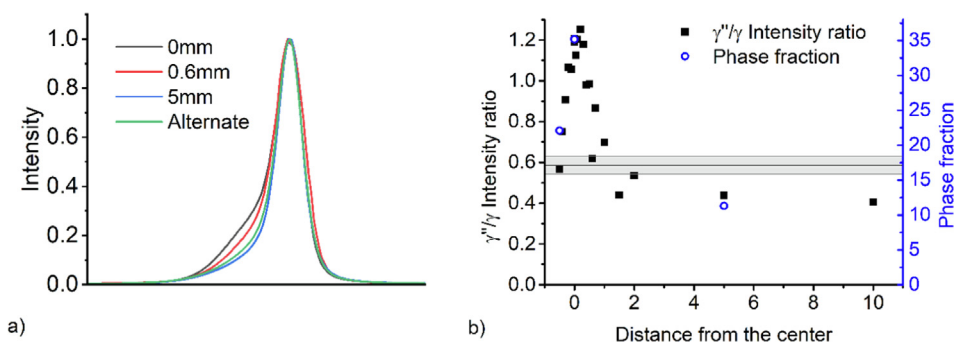 1.0
0.8
0.6
0.4
0.2
0.0
Intensity
0mm
0.6mm
5mm
Alternate
a)
1.2
1.0
0.8
0.6
0.4
0.2
0.0
γ"/γ Intensity ratio
γ"/γ Intensity ratio
Phase fraction
35
30
25
20
15
10
5
0
Phase fraction
0 2 4 6 8 10
Distance from the center
b)